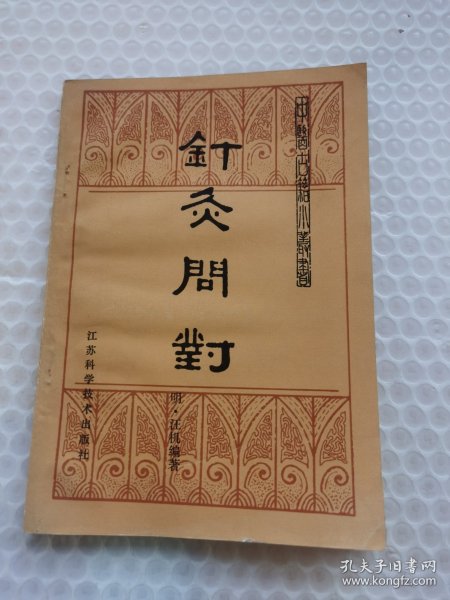 中醫古籍小叢書
針灸問對
明·汪机编著
江苏科学技术出版社
孔夫子旧书网
www.kongfz.com